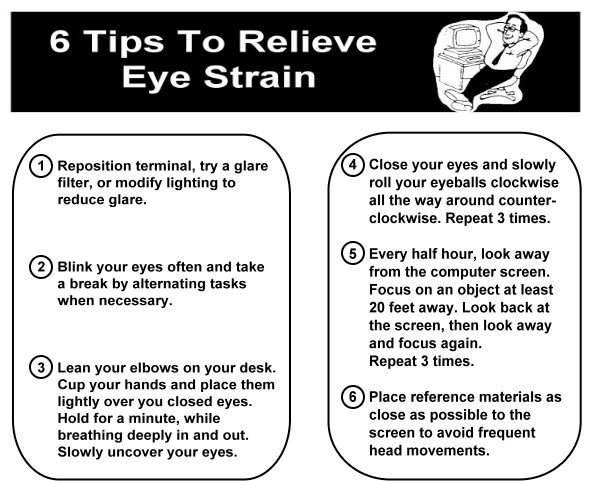 6 Tips To Relieve
Eye Strain
1 Reposition terminal, try a glare
filter, or modify lighting to
reduce glare.
2 Blink your eyes often and take
a break by alternating tasks
when necessary.
3 Lean your elbows on your desk.
Cup your hands and place them
lightly over you closed eyes.
Hold for a minute, while
breathing deeply in and out.
Slowly uncover your eyes.
4 Close your eyes and slowly
roll your eyeballs clockwise
all the way around counter-
clockwise. Repeat 3 times.
5 Every half hour, look away
from the computer screen.
Focus on an object at least
20 feet away. Look back at
the screen, then look away
and focus again.
Repeat 3 times.
6 Place reference materials as
close as possible to the
screen to avoid frequent
head movements.